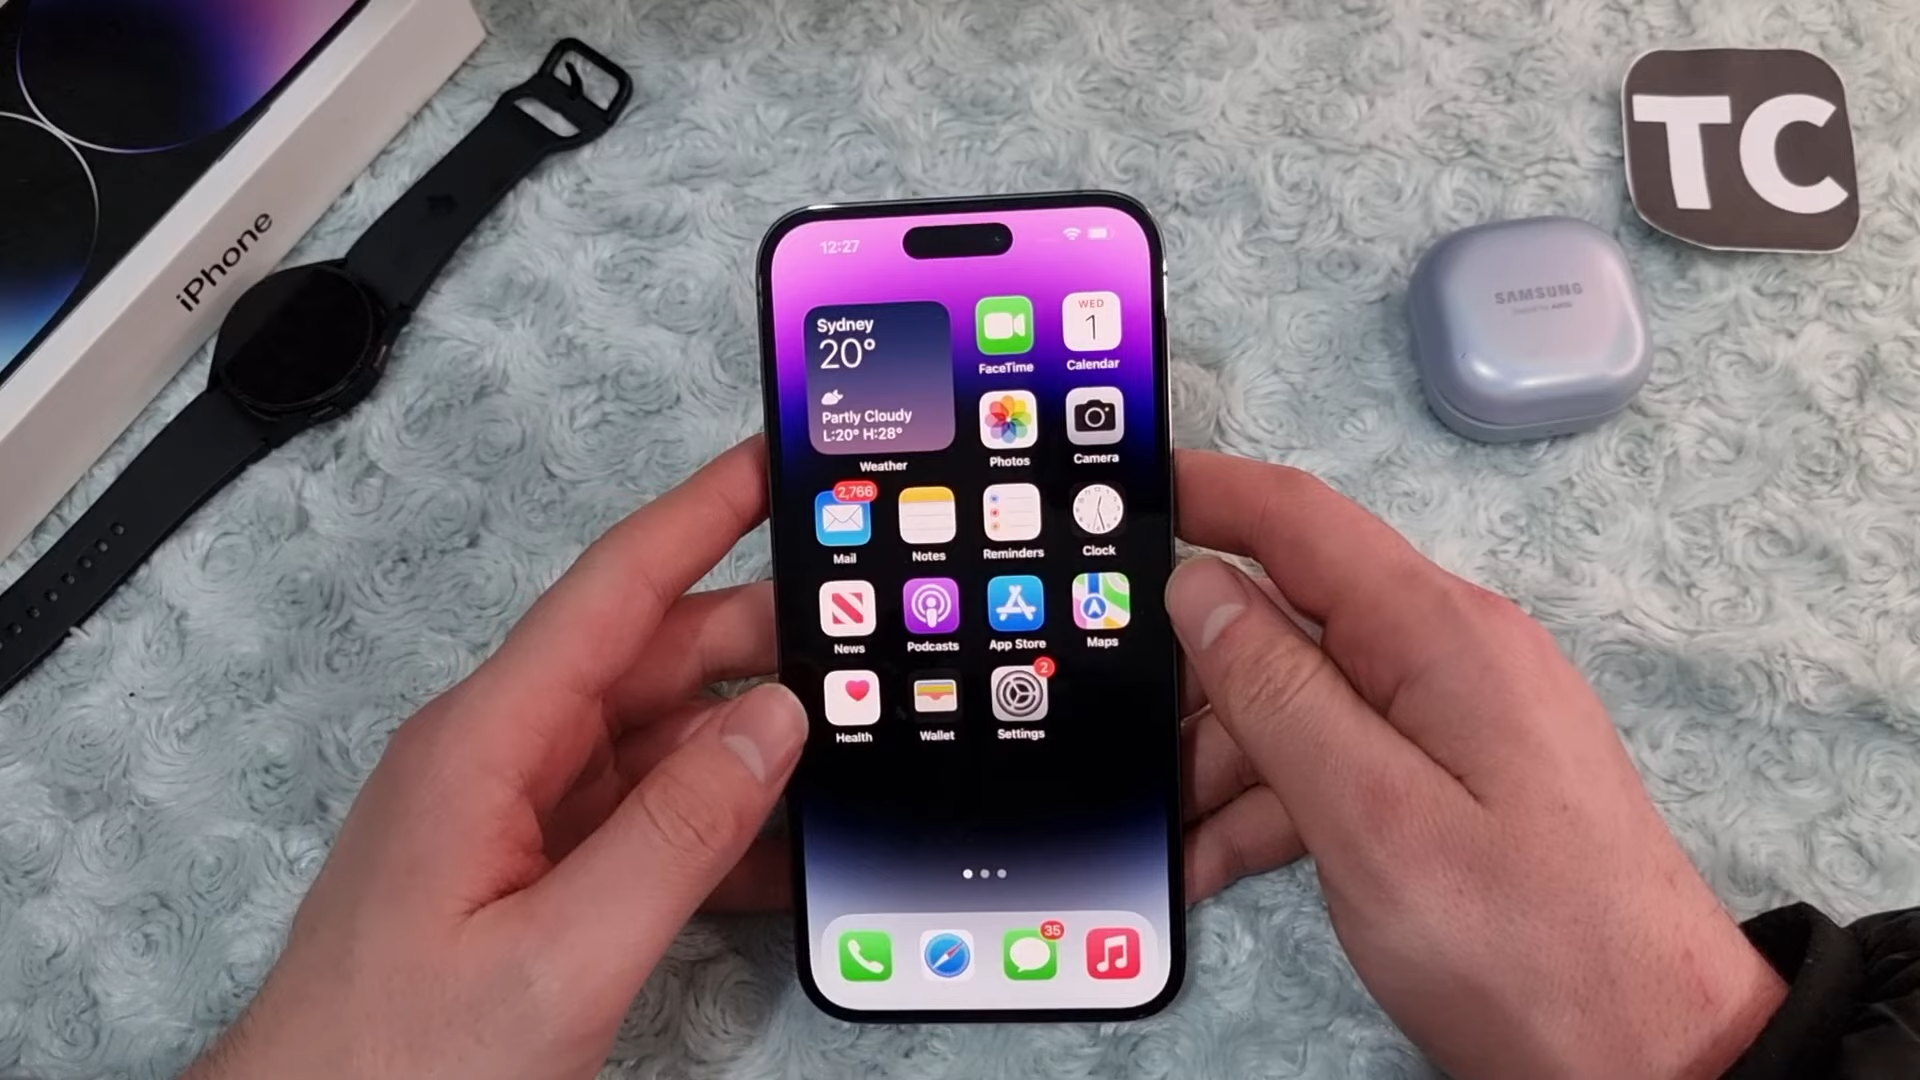 iPhone
TC
SAMSUNG
12:27
Sydney
20°
Partly Cloudy
L:20° H:28°
Weather
FaceTime
WED
1
Calendar
Photos
Camera
2,766
Mail
Notes
Reminders
Clock
News
Podcasts
App Store
Maps
Health
Wallet
2
Settings
35